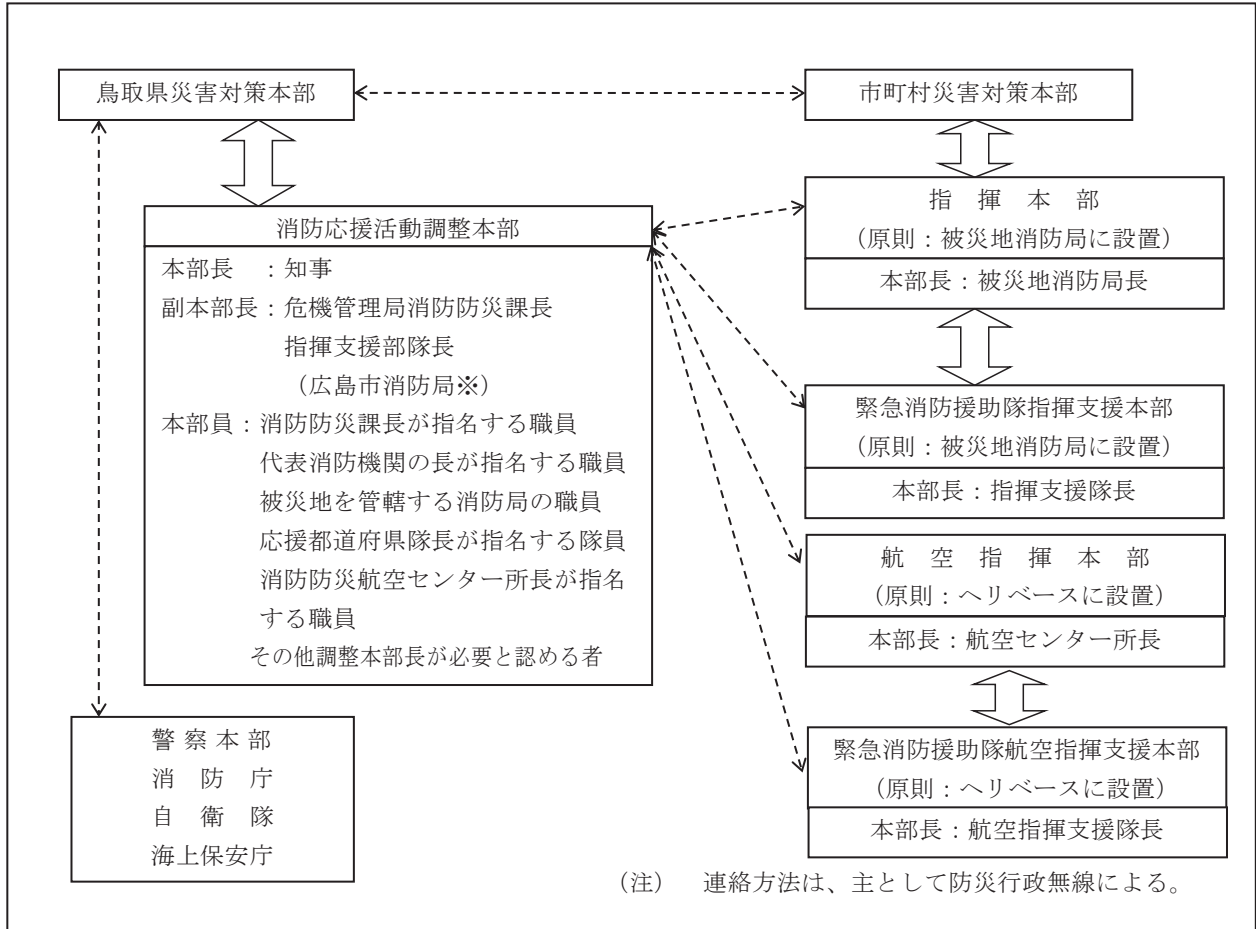 鳥取県災害対策本部
市町村災害対策本部
消防応援活動調整本部
本部長　：知事
副本部長：危機管理局消防防災課長
指揮支援部隊長
（広島市消防局※）
本部員：消防防災課長が指名する職員
代表消防機関の長が指名する職員
被災地を管轄する消防局の職員
応援都道府県隊長が指名する隊員
消防防災航空センター所長が指名
する職員
その他調整本部長が必要と認める者
警察本部
消　防　庁
自　衛　隊
海上保安庁
指　揮　本　部
（原則：被災地消防局に設置）
本部長：被災地消防局長
緊急消防援助隊指揮支援本部
（原則：被災地消防局に設置）
本部長：指揮支援隊長
航　空　指　揮　本　部
（原則：ヘリベースに設置）
本部長：航空センター所長
緊急消防援助隊航空指揮支援本部
（原則：ヘリベースに設置）
本部長：航空指揮支援隊長
（注）　連絡方法は、主として防災行政無線による。